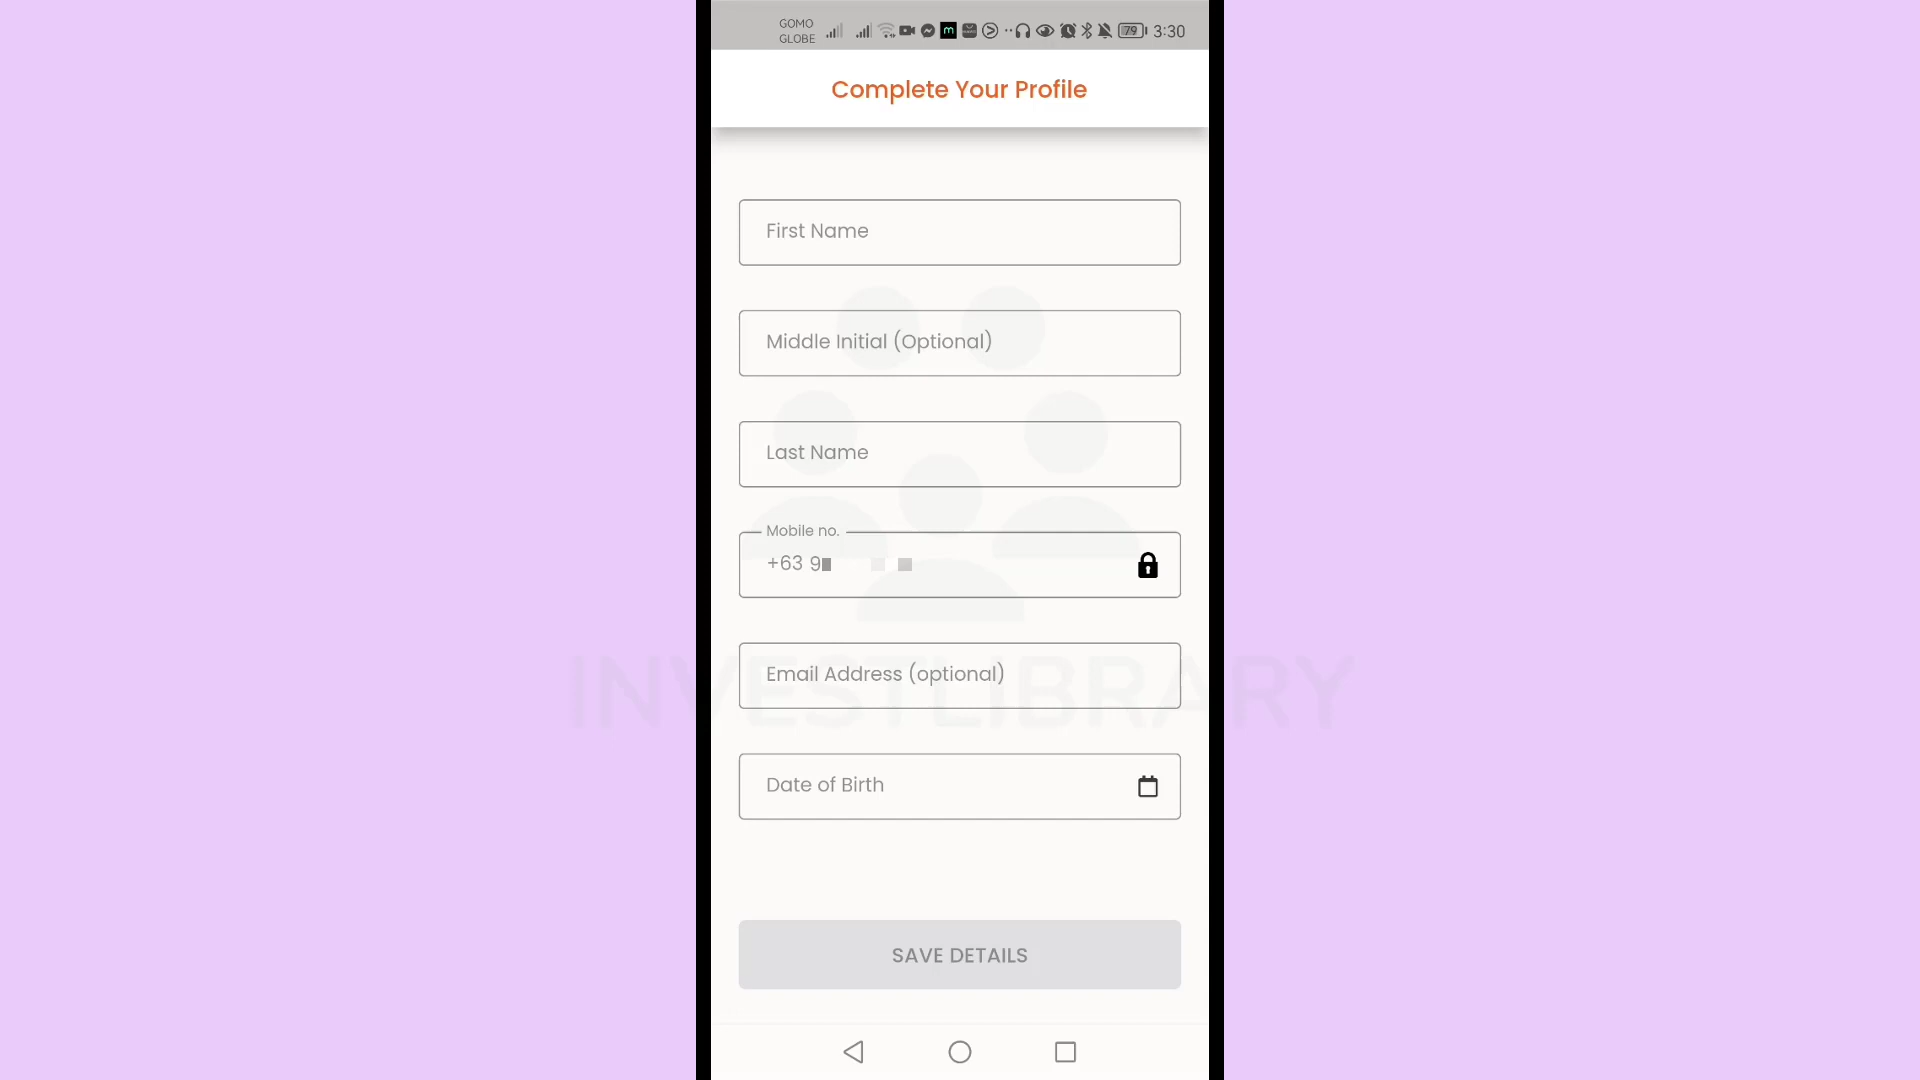 GOMO
GLOBE
79
3:30
Complete Your Profile
First Name
Middle Initial (Optional)
Last Name
Mobile no.
+63 9
Email Address (optional)
INVESTLIBRARY
Date of Birth
SAVE DETAILS